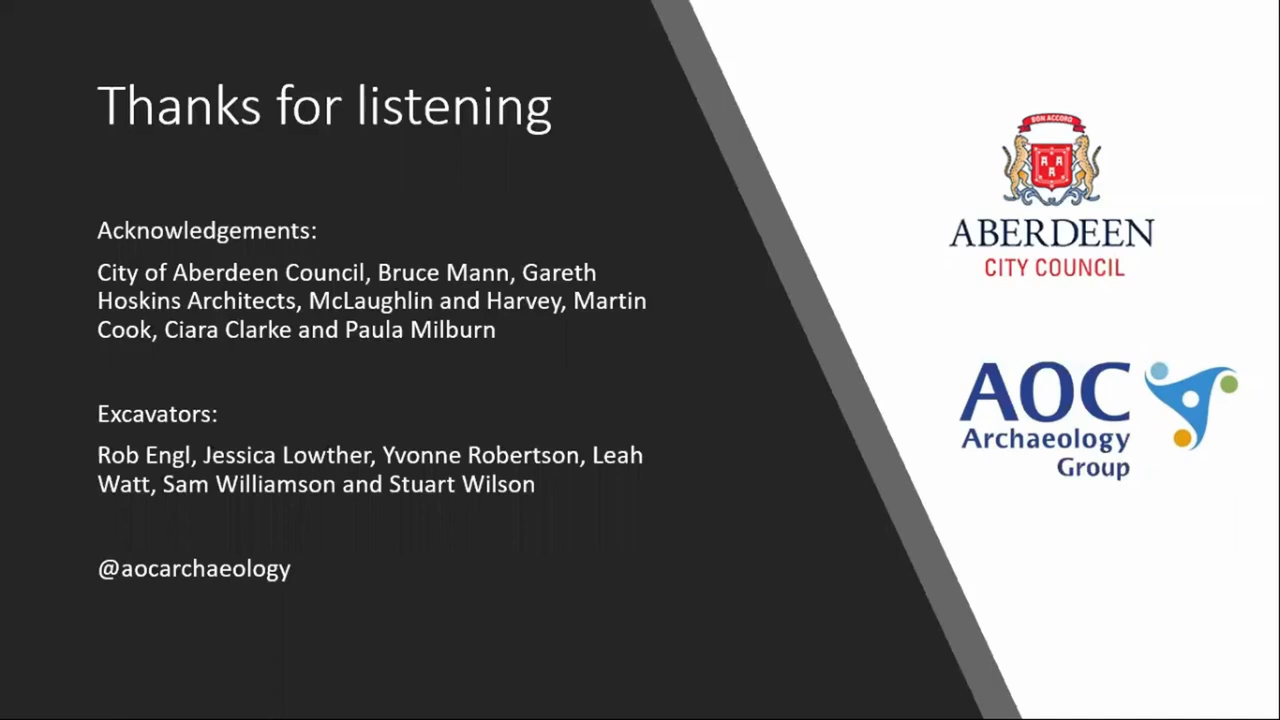 Thanks for listening
Acknowledgements:
City of Aberdeen Council, Bruce Mann, Gareth
Hoskins Architects, McLaughlin and Harvey, Martin
Cook, Ciara Clarke and Paula Milburn
Excavators:
Rob Engl, Jessica Lowther, Yvonne Robertson, Leah
Watt, Sam Williamson and Stuart Wilson
@aocarchaeology
BON ACCORD
ABERDEEN
CITY COUNCIL
AOC
Archaeology
Group